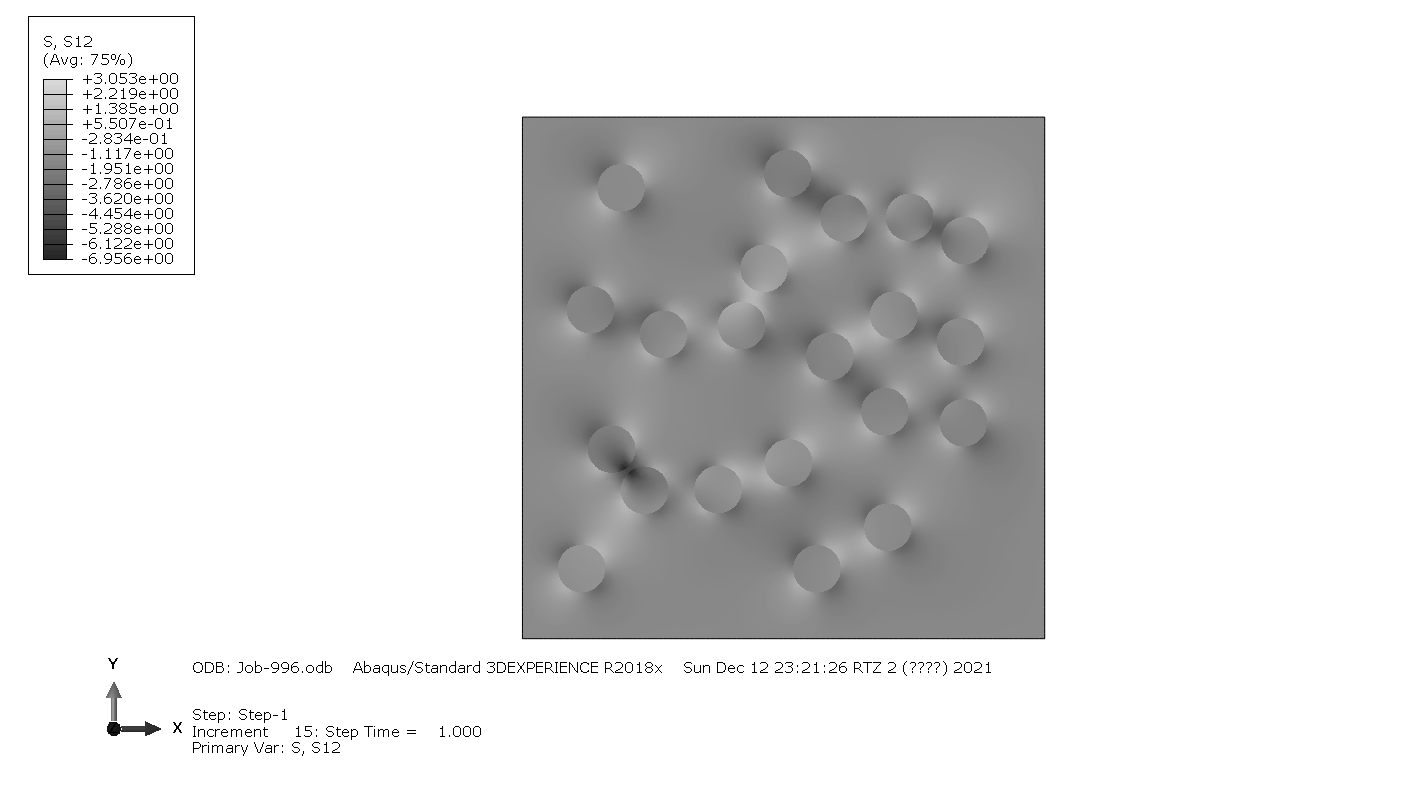 S, S12
(Avg: 75%)
+3.053e+00
+2.219e+00
+1.385e+00
+5.507e-01
-2.834e-01
-1.117e+00
-1.951e+00
-2.786e+00
-3.620e+00
-4.454e+00
-5.288e+00
-6.122e+00
-6.956e+00
Y
X
ODB: Job-996.odb Abaqus/Standard 3DEXPERIENCE R2018x Sun Dec 12 23:21:26 RTZ 2 (????) 2021
Step: Step-1
Increment 15: Step Time = 1.000
Primary Var: S, S12